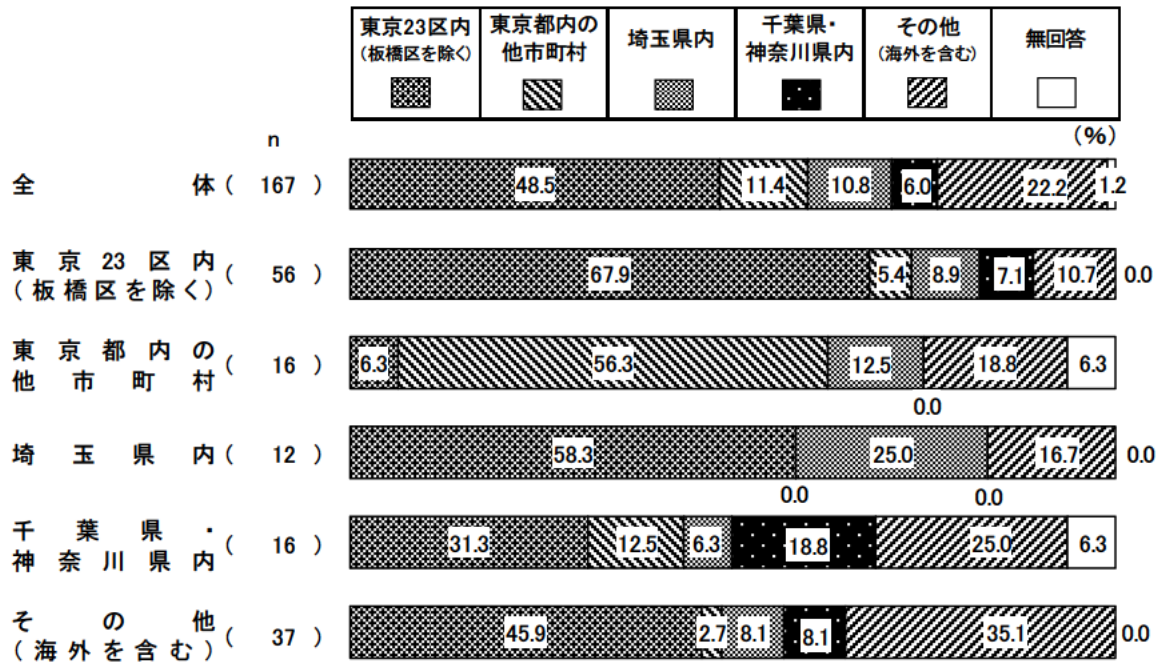 東京23区内 東京都内の 埼玉県内 千葉県・ その他 無回答
(板橋区を除く) 他市町村 神奈川県内 (海外を含む)
n (%)
全体( 167 ) 48.5 11.4 10.8 6.0 22.2 1.2
東京23区内
(板橋区を除く)( 56 ) 67.9 5.4 8.9 7.1 10.7 0.0
東京都内の
他市町村( 16 ) 6.3 56.3 12.5 18.8 6.3
0.0
埼玉県内( 12 ) 58.3 25.0 16.7 0.0
0.0 0.0
千葉県・
神奈川県内( 16 ) 31.3 12.5 6.3 18.8 25.0 6.3
その他
(海外を含む)( 37 ) 45.9 2.7 8.1 8.1 35.1 0.0